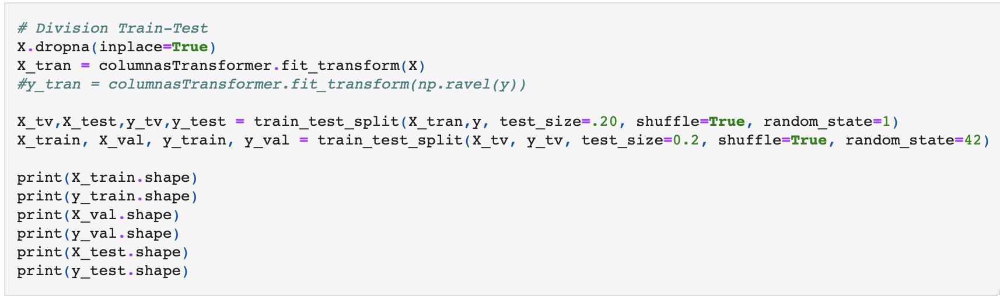 # Division Train-Test
X.dropna(inplace=True)
X_tran = columnasTransformer.fit_transform(X)
#y_tran = columnasTransformer.fit_transform(np.ravel(y))
X_tv,X_test,y_tv,y_test = train_test_split(X_tran,y, test_size=.20, shuffle=True, random_state=1)
X_train, X_val, y_train, y_val = train_test_split(X_tv, y_tv, test_size=0.2, shuffle=True, random_state=42)
print(X_train.shape)
print(y_train.shape)
print(X_val.shape)
print(y_val.shape)
print(X_test.shape)
print(y_test.shape)